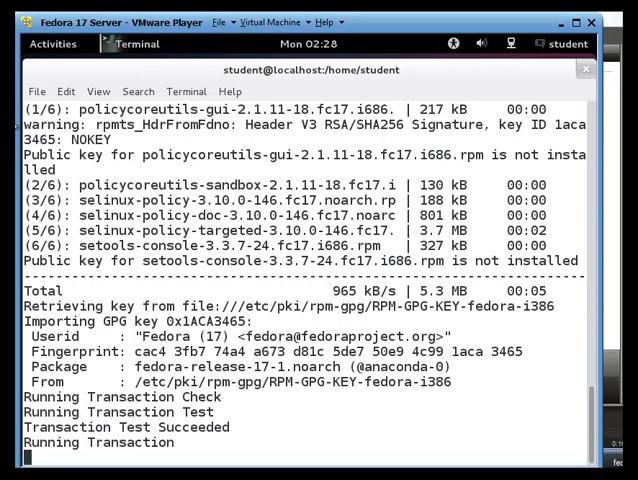 Fedora 17 Server - VMware Player File Virtual Machine Help
Activities Terminal Mon 02:28 student
student@localhost:/home/student
File Edit View Search Terminal Help
(1/6): policycoreutils-gui-2.1.11-18.fc17.i686. | 217 kB 00:00
warning: rpmts_HdrFromFdno: Header V3 RSA/SHA256 Signature, key ID 1aca
3465: NOKEY
Public key for policycoreutils-gui-2.1.11-18.fc17.i686.rpm is not insta
lled
(2/6): policycoreutils-sandbox-2.1.11-18.fc17.i | 130 kB 00:00
(3/6): selinux-policy-3.10.0-146.fc17.noarch.rp | 188 kB 00:00
(4/6): selinux-policy-doc-3.10.0-146.fc17.noarc | 801 kB 00:00
(5/6): selinux-policy-targeted-3.10.0-146.fc17. | 3.7 MB 00:02
(6/6): setools-console-3.3.7-24.fc17.i686.rpm | 327 kB 00:00
Public key for setools-console-3.3.7-24.fc17.i686.rpm is not installed
-----------------------------------------------------------------------
Total 965 kB/s | 5.3 MB 00:05
Retrieving key from file:///etc/pki/rpm-gpg/RPM-GPG-KEY-fedora-i386
Importing GPG key 0x1ACA3465:
Userid : "Fedora (17) <fedora@fedoraproject.org>"
Fingerprint: cac4 3fb7 74a4 a673 d81c 5de7 50e9 4c99 1aca 3465
Package : fedora-release-17-1.noarch (@anaconda-0)
From : /etc/pki/rpm-gpg/RPM-GPG-KEY-fedora-i386
Running Transaction Check
Running Transaction Test
Transaction Test Succeeded
Running Transaction